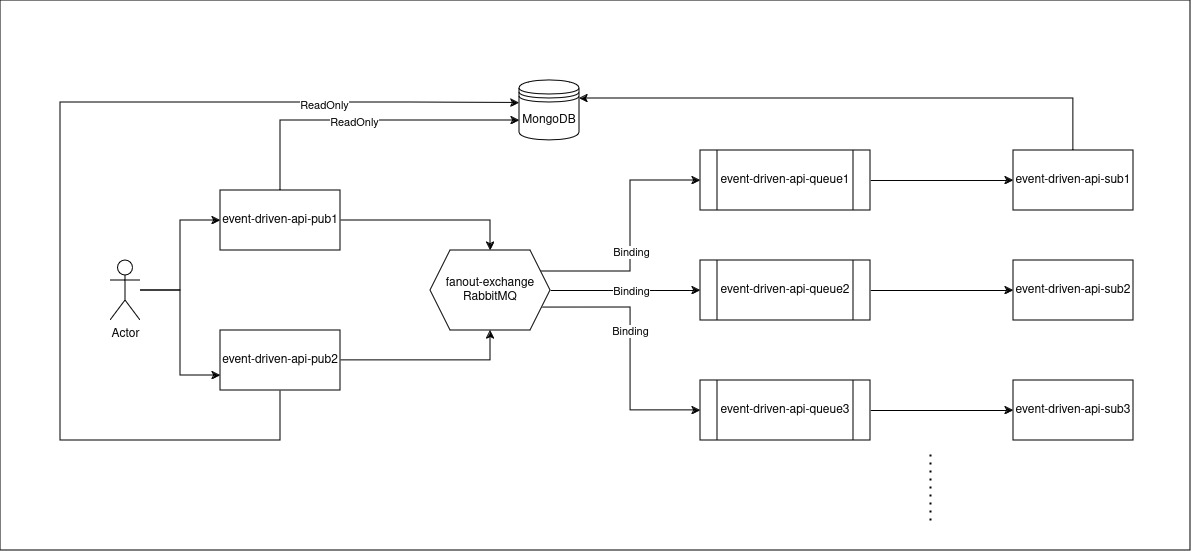 ReadOnly
ReadOnly
MongoDB
event-driven-api-queue1
event-driven-api-sub1
event-driven-api-pub1
Binding
fanout-exchange
RabbitMQ
Binding
event-driven-api-queue2
event-driven-api-sub2
Actor
Binding
event-driven-api-pub2
event-driven-api-queue3
event-driven-api-sub3